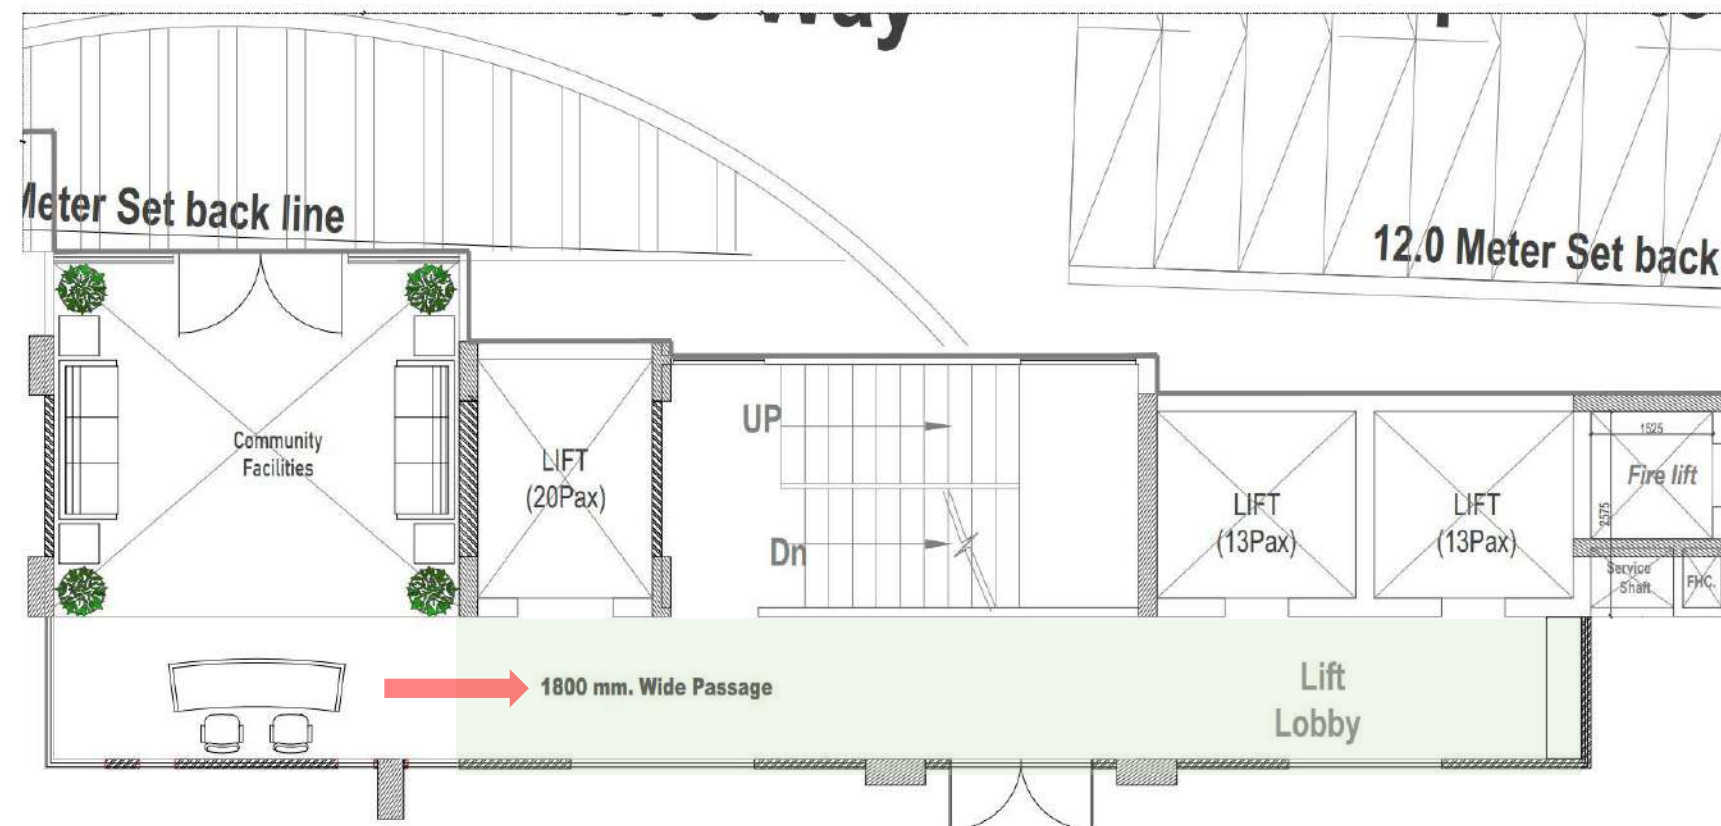 Way
Meter Set back line
12.0 Meter Set back
Community
Facilities
LIFT
(20Pax)
UP
Dn
LIFT
(13Pax)
LIFT
(13Pax)
1525
Fire lift
2575
Service
Shaft
FHC.
1800 mm. Wide Passage
Lift
Lobby